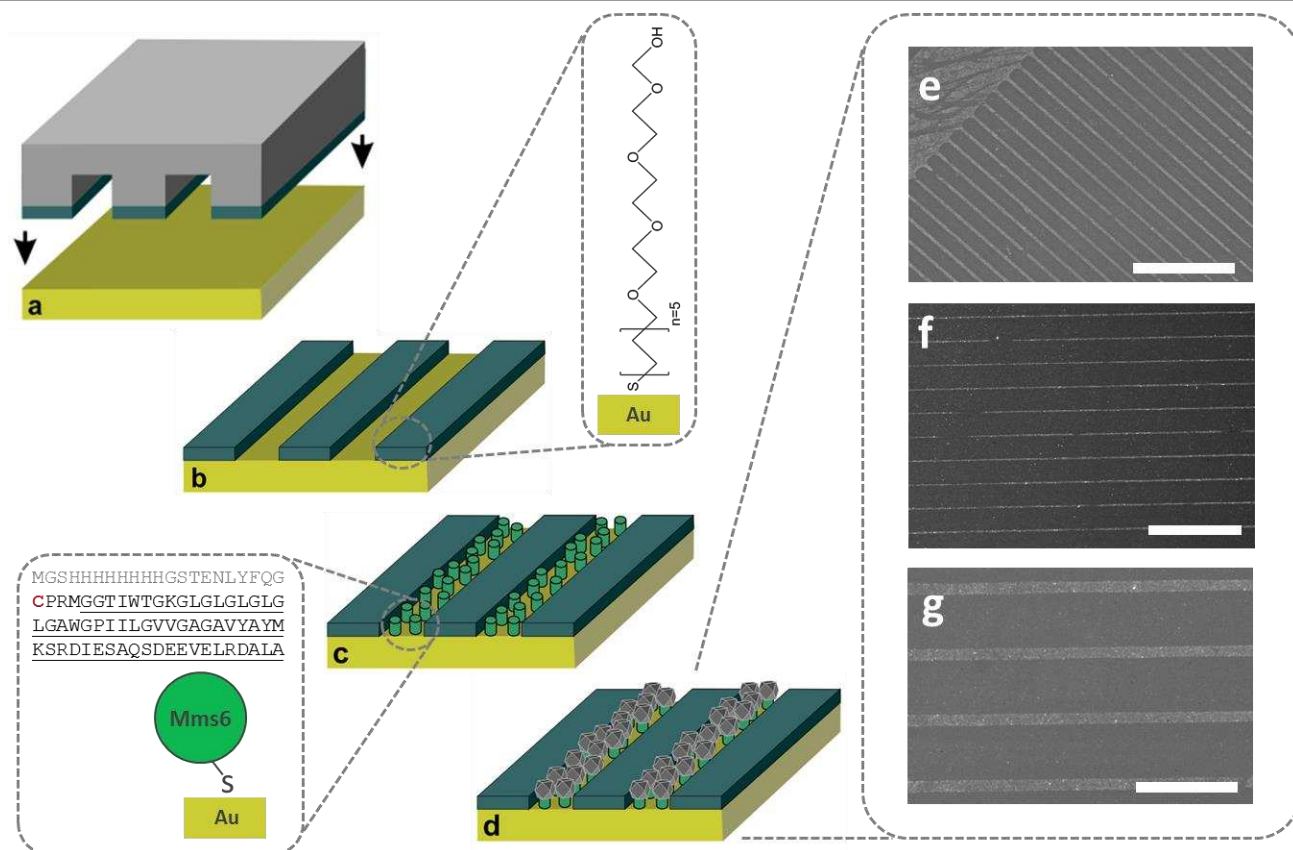 a
b
OH
O
O
O
O
n=5
S
Au
MGSHHHHHHHHGSTENLYFQG
CPRMGGTIWTGKGLGLGLGLG
LGAWGPIILGVVGAGAVYAYM
KSRDIESAQSDEEVELRDALA
Mms6
S
Au
c
d
e
f
g